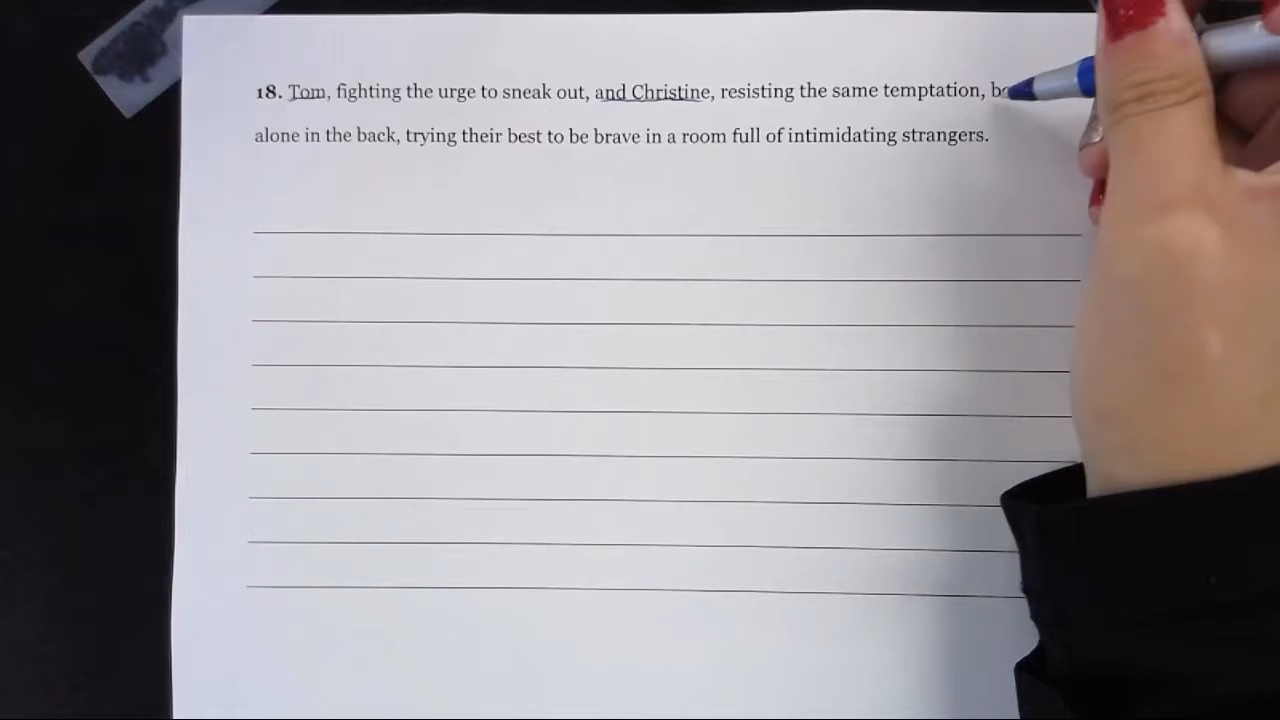 18. Tom, fighting the urge to sneak out, and Christine, resisting the same temptation,
alone in the back, trying their best to be brave in a room full of intimidating strangers.